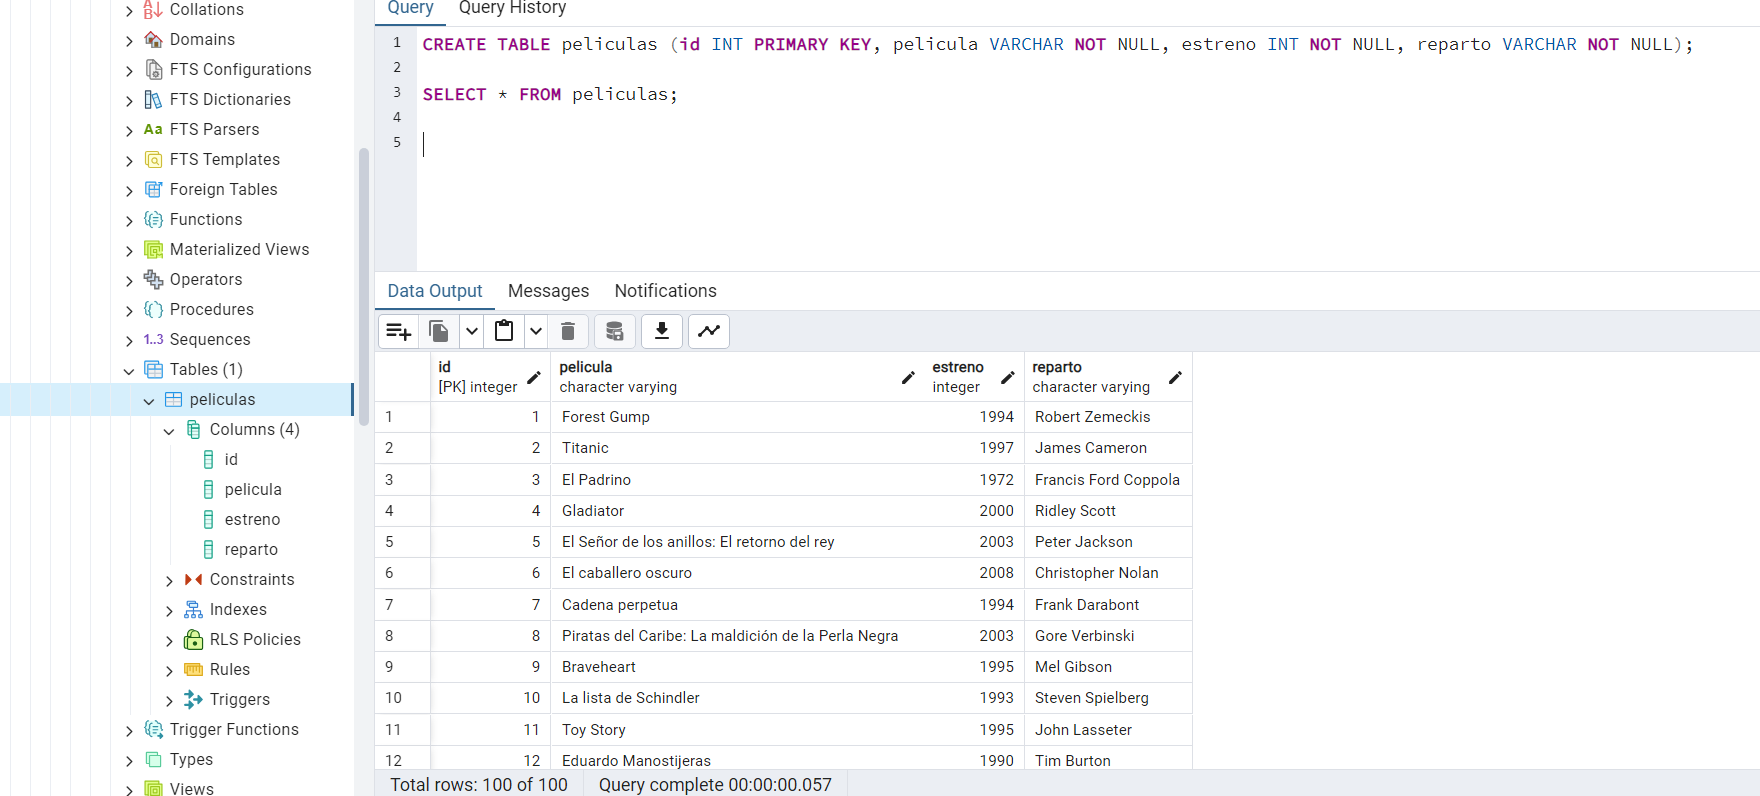 Collations
Domains
FTS Configurations
FTS Dictionaries
Aa FTS Parsers
FTS Templates
Foreign Tables
Functions
Materialized Views
Operators
Procedures
1..3 Sequences
Tables (1)
peliculas
Columns (4)
id
pelicula
estreno
reparto
Constraints
Indexes
RLS Policies
Rules
Triggers
Trigger Functions
Types
Views
Query Query History
1 CREATE TABLE peliculas (id INT PRIMARY KEY, pelicula VARCHAR NOT NULL, estreno INT NOT NULL, reparto VARCHAR NOT NULL);
2
3 SELECT * FROM peliculas;
4
5
Data Output Messages Notifications
id pelicula estreno reparto
[PK] integer character varying integer character varying
1 1 Forest Gump 1994 Robert Zemeckis
2 2 Titanic 1997 James Cameron
3 3 El Padrino 1972 Francis Ford Coppola
4 4 Gladiator 2000 Ridley Scott
5 5 El Señor de los anillos: El retorno del rey 2003 Peter Jackson
6 6 El caballero oscuro 2008 Christopher Nolan
7 7 Cadena perpetua 1994 Frank Darabont
8 8 Piratas del Caribe: La maldición de la Perla Negra 2003 Gore Verbinski
9 9 Braveheart 1995 Mel Gibson
10 10 La lista de Schindler 1993 Steven Spielberg
11 11 Toy Story 1995 John Lasseter
12 12 Eduardo Manostijeras 1990 Tim Burton
Total rows: 100 of 100 Query complete 00:00:00.057